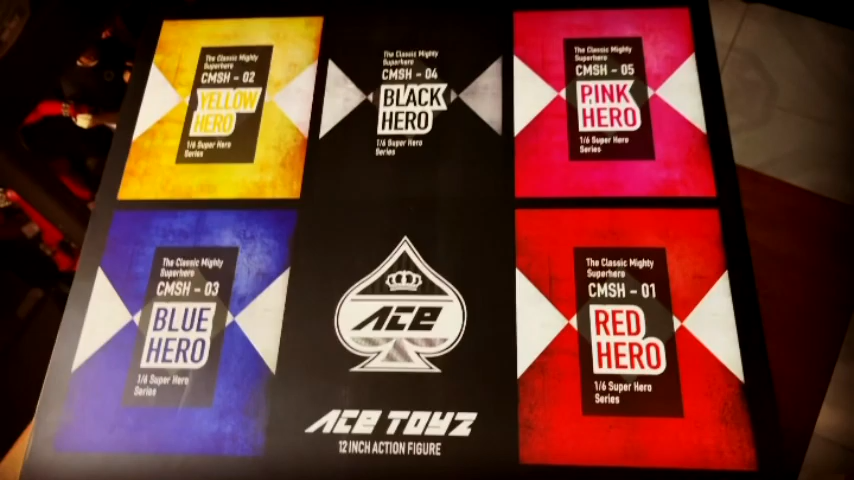 The Classic Mighty
Superhero
CMSH - 02
YELLOW
HERO
1/6 Super Hero
Series
The Classic Mighty
Superhero
CMSH - 04
BLACK
HERO
1/6 Super Hero
Series
The Classic Mighty
Superhero
CMSH - 05
PINK
HERO
1/6 Super Hero
Series
The Classic Mighty
Superhero
CMSH - 03
BLUE
HERO
1/6 Super Hero
Series
ACE
ACE TOYZ
12 INCH ACTION FIGURE
The Classic Mighty
Superhero
CMSH - 01
RED
HERO
1/6 Super Hero
Series